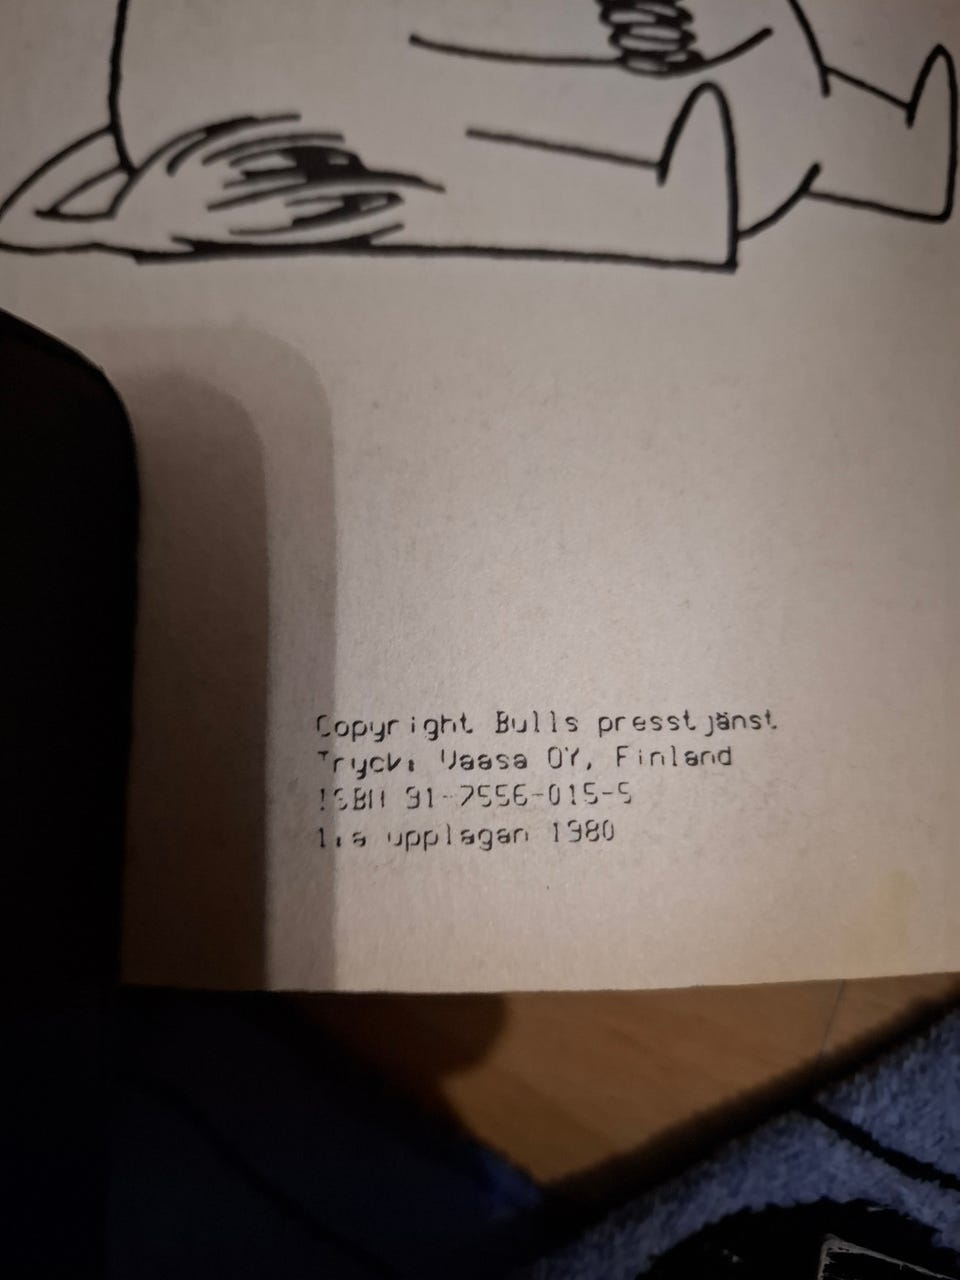 Copyright Bulls presstjänst
Tryck: Vaasa OY, Finland
ISBN 91-7556-015-5
1:a upplagan 1980